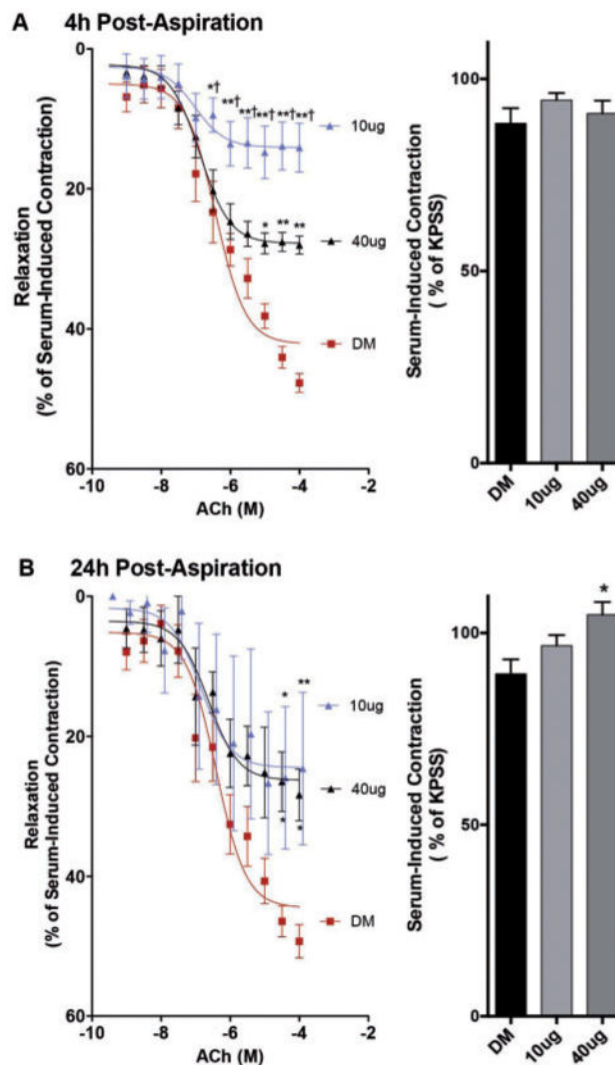 A 4h Post-Aspiration
0
20
40
60
-10 -8 -6 -4 -2
Relaxation
(% of Serum-Induced Contraction)
ACh (M)
*† **† **† **† **† **†
10ug
* ** **
40ug
DM
100
50
0
Serum-Induced Contraction
( % of KPSS)
DM 10ug 40ug
B 24h Post-Aspiration
0
20
40
60
-10 -8 -6 -4 -2
Relaxation
(% of Serum-Induced Contraction)
ACh (M)
* **
10ug
40ug
* *
DM
*
100
50
0
Serum-Induced Contraction
( % of KPSS)
DM 10ug 40ug